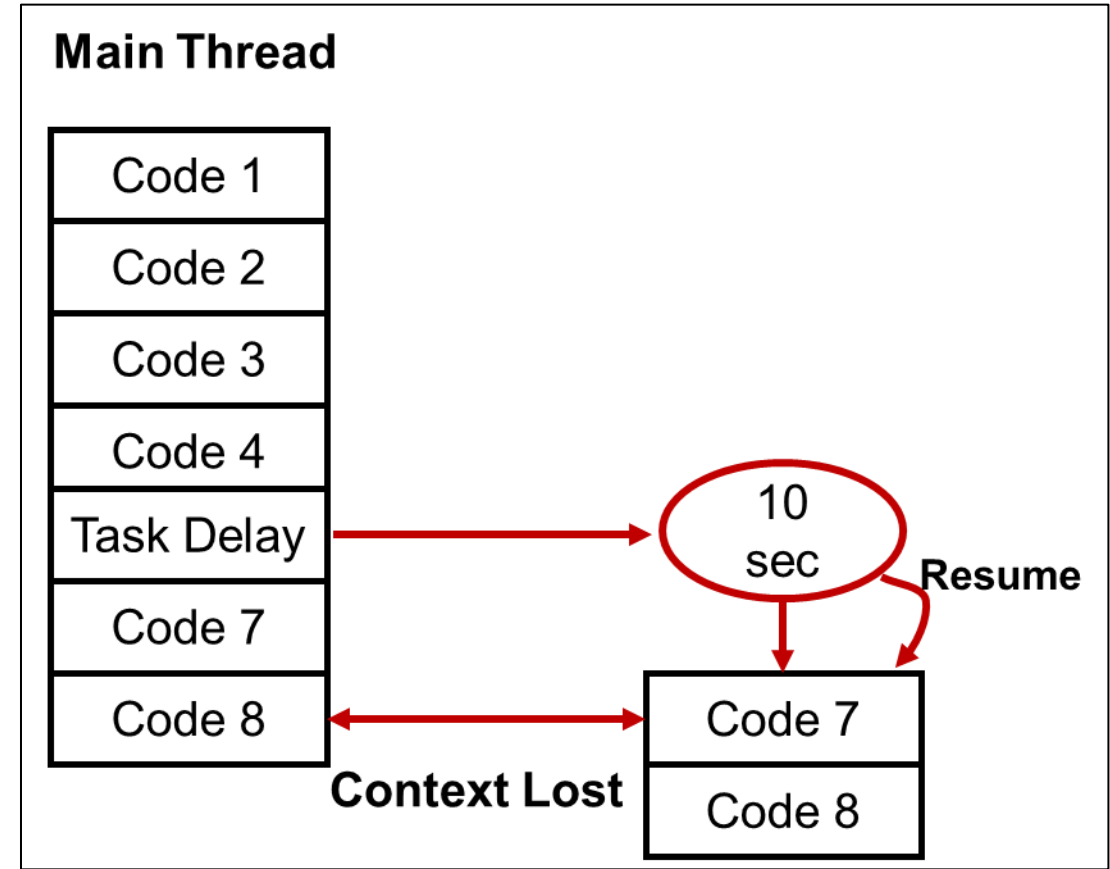 Main Thread
Code 1
Code 2
Code 3
Code 4
Task Delay
Code 7
Code 8
10
sec
Resume
Context Lost
Code 7
Code 8